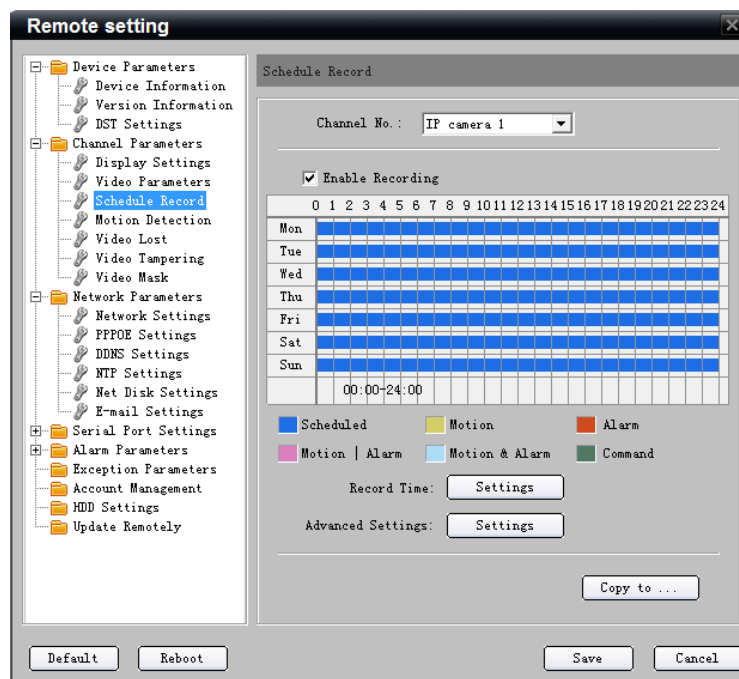 Remote setting
Device Parameters
Device Information
Version Information
DST Settings
Channel Parameters
Display Settings
Video Parameters
Schedule Record
Motion Detection
Video Lost
Video Tampering
Video Mask
Network Parameters
Network Settings
PPPOE Settings
DDNS Settings
NTP Settings
Net Disk Settings
E-mail Settings
Serial Port Settings
Alarm Parameters
Exception Parameters
Account Management
HDD Settings
Update Remotely
Schedule Record
Channel No.: IP camera 1
Enable Recording
0 1 2 3 4 5 6 7 8 9 10 11 12 13 14 15 16 17 18 19 20 21 22 23 24
Mon
Tue
Wed
Thu
Fri
Sat
Sun
00:00-24:00
Scheduled Motion Alarm
Motion | Alarm Motion & Alarm Command
Record Time: Settings
Advanced Settings: Settings
Copy to ...
Default Reboot Save Cancel